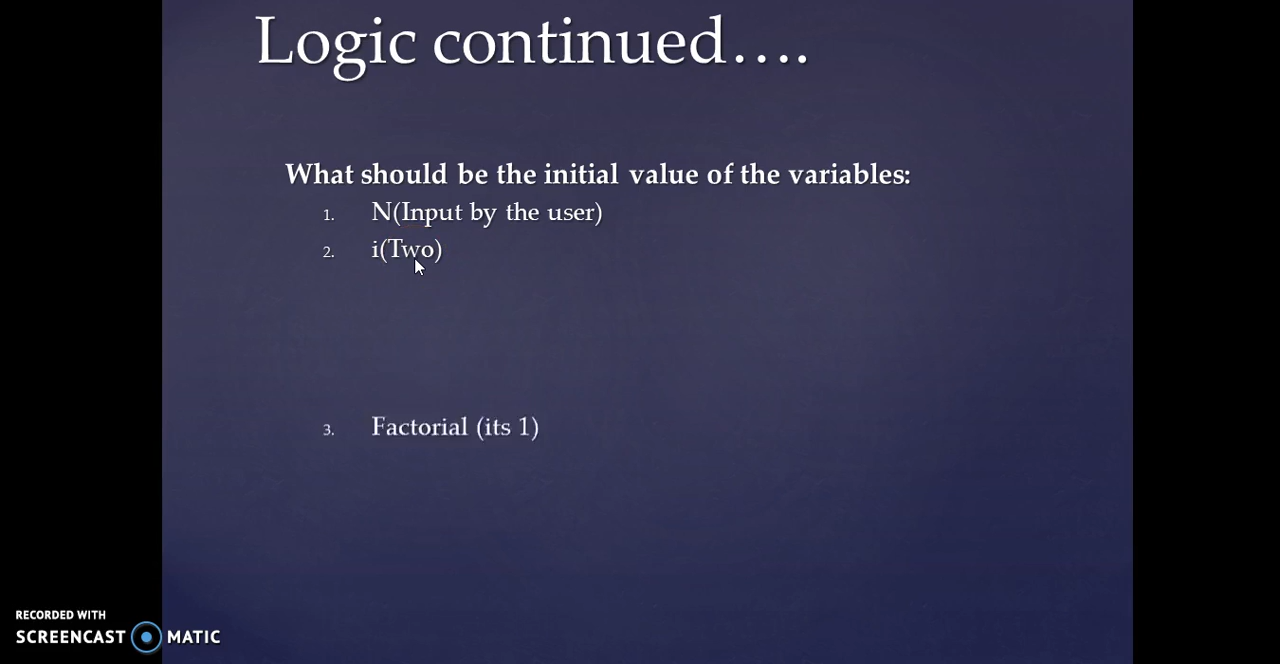 Logic continued….
What should be the initial value of the variables:
1. N(Input by the user)
2. i(Two)
3. Factorial (its 1)
RECORDED WITH
SCREENCAST MATIC